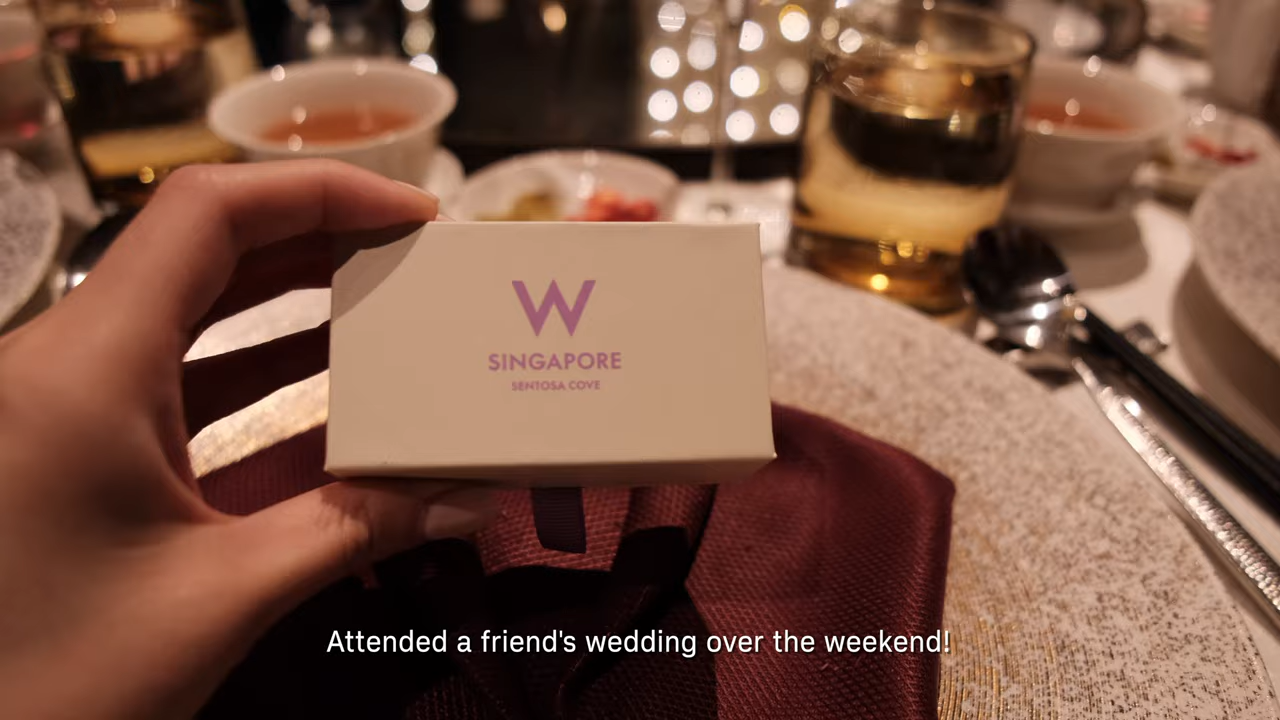 W
SINGAPORE
SENTOSA COVE
Attended a friend's wedding over the weekend!